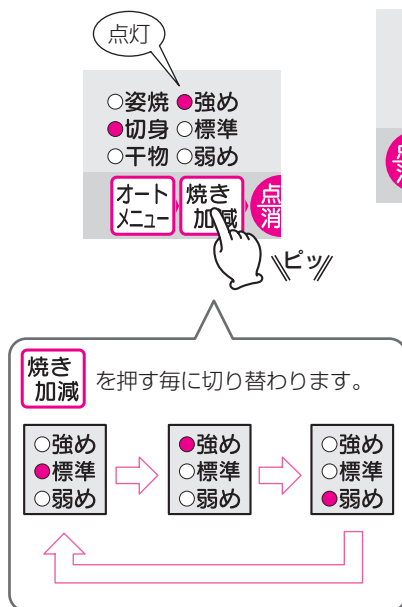 点灯
○姿焼 ●強め
●切身 ○標準
○干物 ○弱め
オート
メニュー
焼き
加減
点
消
ピッ
焼き
加減
を押す毎に切り替わります。
○強め
●標準
○弱め
●強め
○標準
○弱め
○強め
○標準
●弱め